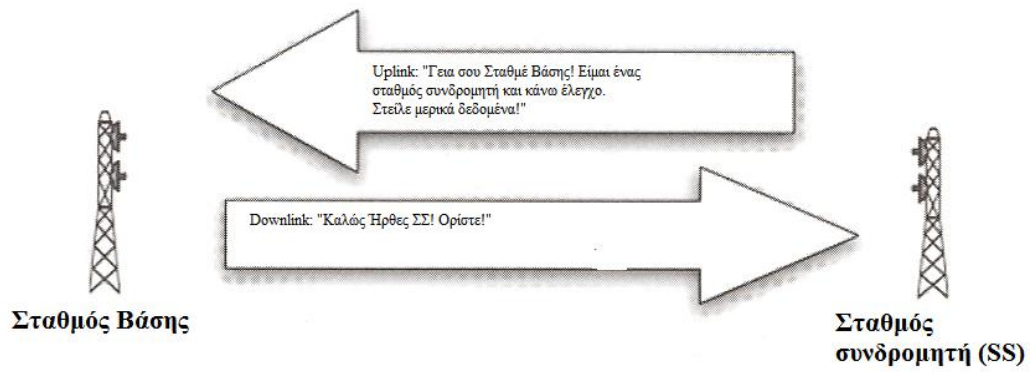 Uplink: "Γεια σου Σταθμέ Βάσης! Είμαι ένας
σταθμός συνδρομητή και κάνω έλεγχο.
Στείλε μερικά δεδομένα!"
Downlink: "Καλώς Ήρθες ΣΣ! Ορίστε!"
Σταθμός Βάσης
Σταθμός
συνδρομητή (SS)